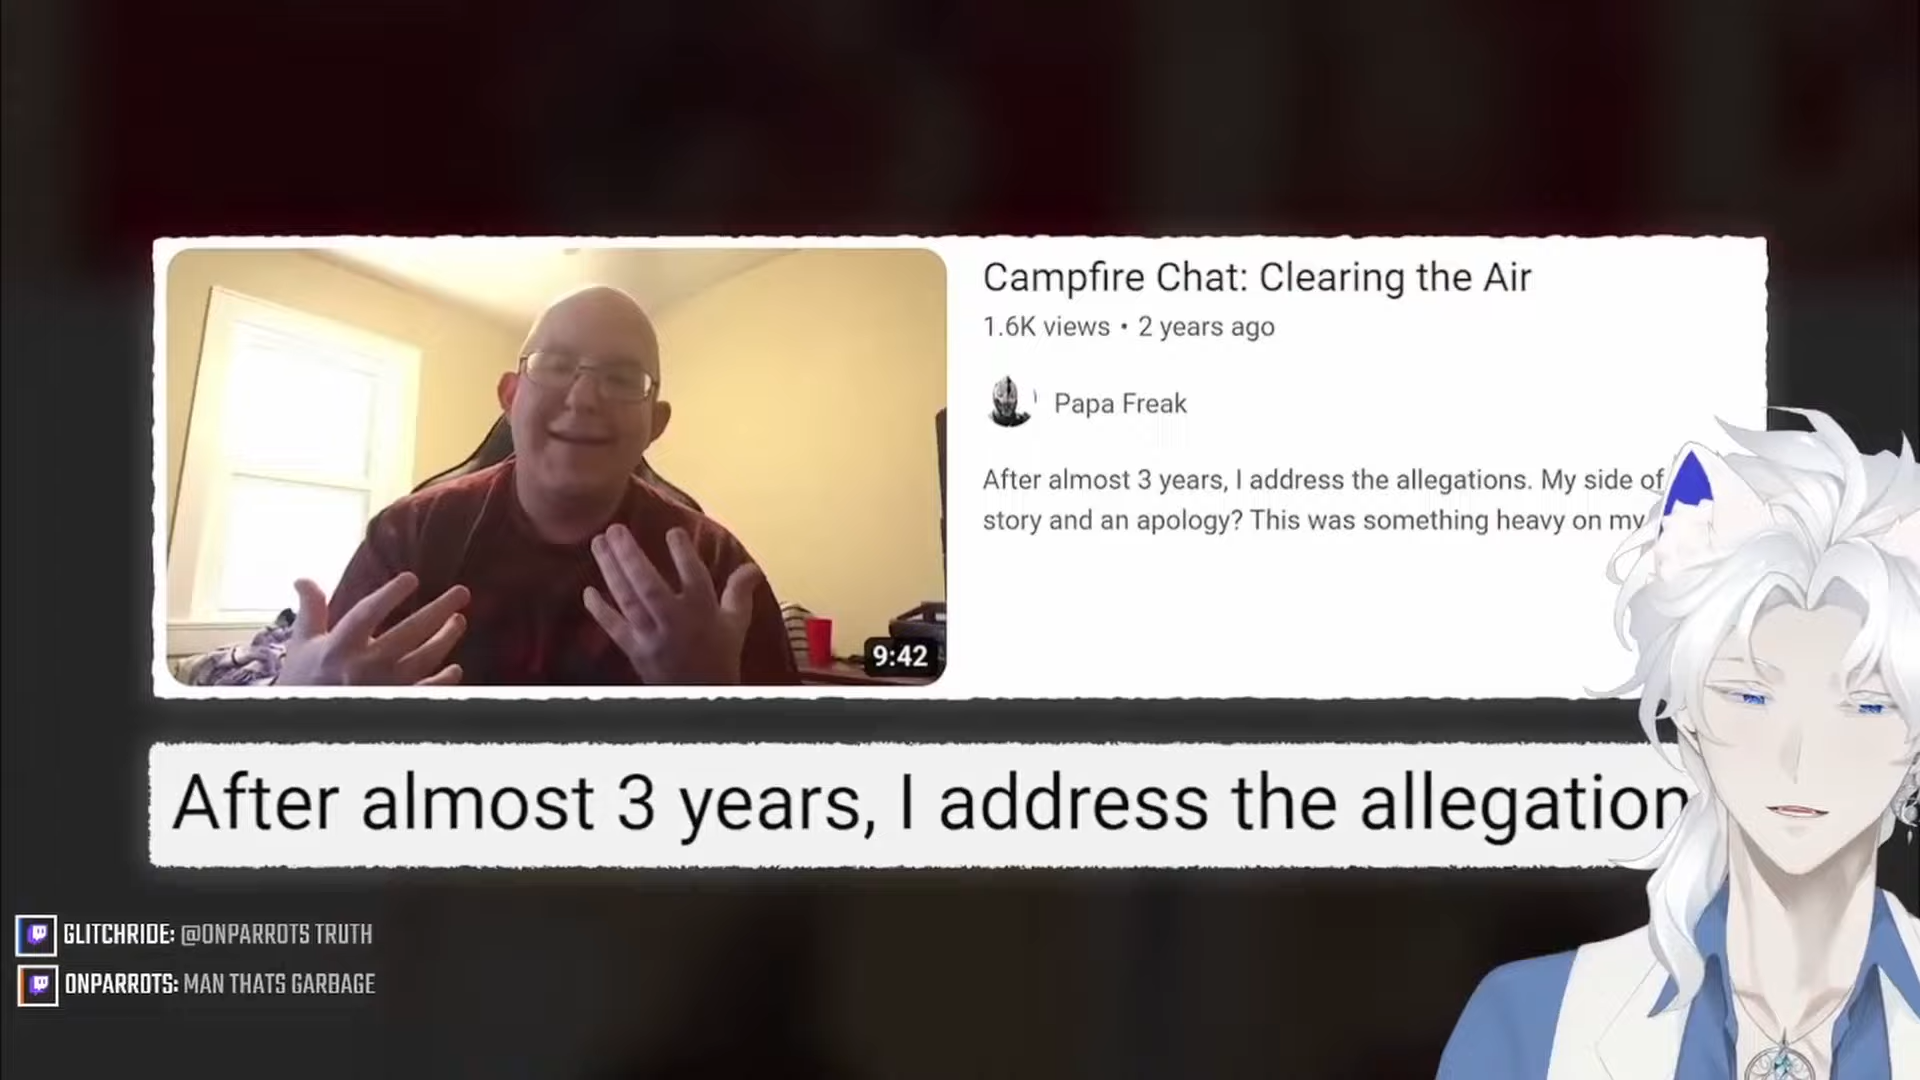 Campfire Chat: Clearing the Air
1.6K views • 2 years ago
Papa Freak
After almost 3 years, I address the allegations. My side of
story and an apology? This was something heavy on my
9:42
After almost 3 years, I address the allegation
GLITCHRIDE: @ONPARROTS TRUTH
ONPARROTS: MAN THATS GARBAGE